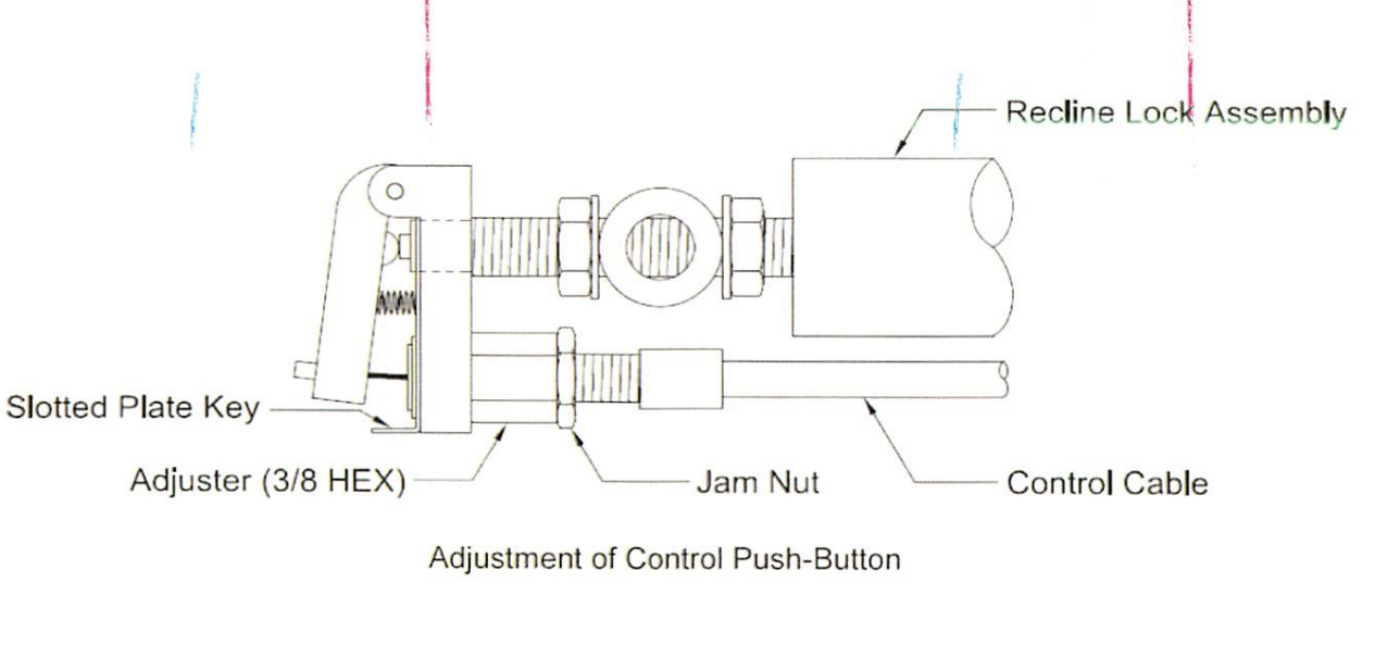 Recline Lock Assembly
Slotted Plate Key
Adjuster (3/8 HEX)
Jam Nut
Control Cable
Adjustment of Control Push-Button